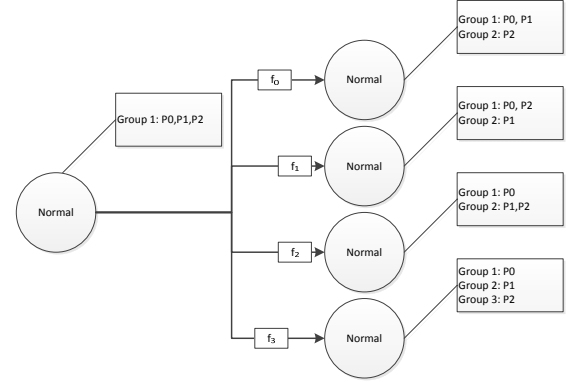 Group 1: P0, P1
Group 2: P2
f₀
Normal
Group 1: P0,P1,P2
Group 1: P0, P2
Group 2: P1
f₁
Normal
Normal
Group 1: P0
Group 2: P1,P2
f₂
Normal
Group 1: P0
Group 2: P1
Group 3: P2
f₃
Normal